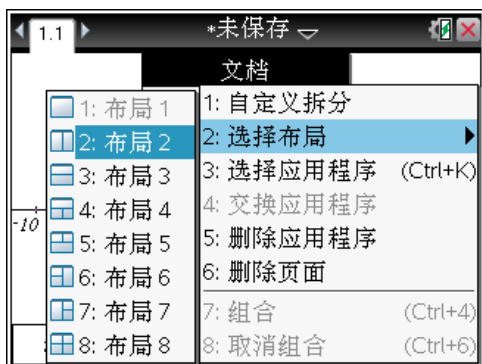 1.1 *未保存
文档
1: 布局 1
2: 布局 2
3: 布局 3
4: 布局 4
5: 布局 5
6: 布局 6
7: 布局 7
8: 布局 8
1: 自定义拆分
2: 选择布局
3: 选择应用程序 (Ctrl+K)
4: 交换应用程序
5: 删除应用程序
6: 删除页面
7: 组合 (Ctrl+4)
8: 取消组合 (Ctrl+6)
-10